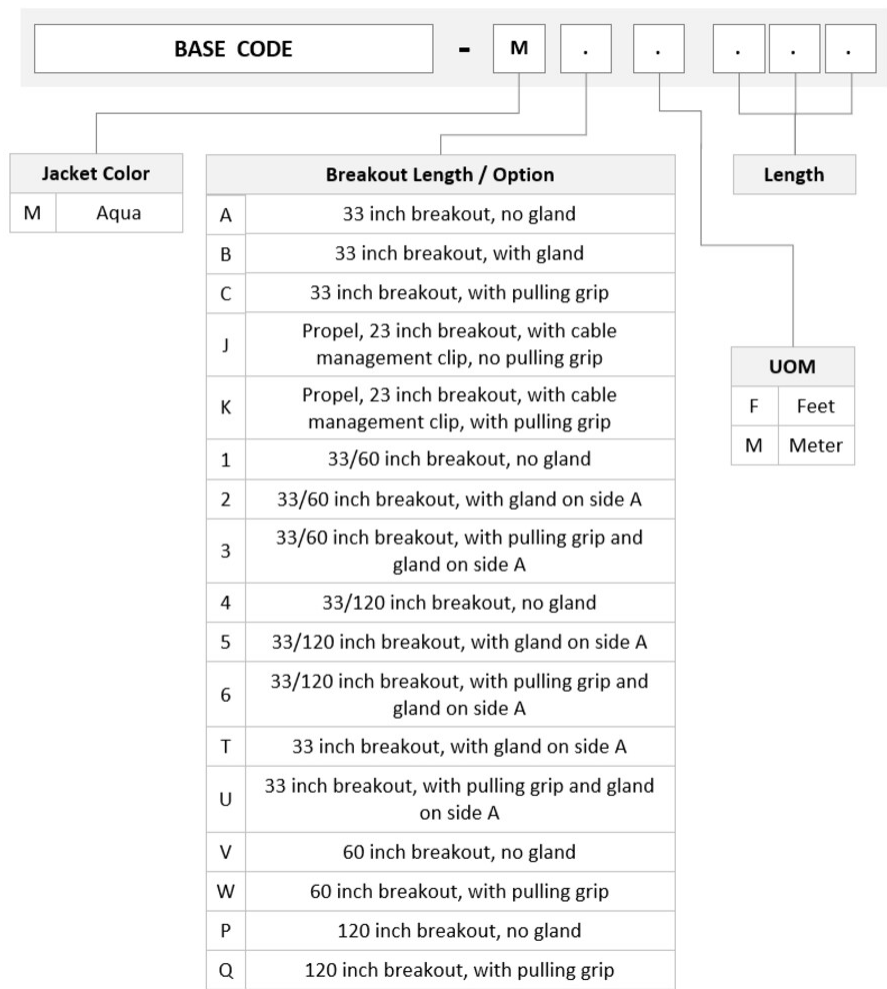 BASE CODE - M . . . . .
Jacket Color
M Aqua
Breakout Length / Option
A 33 inch breakout, no gland
B 33 inch breakout, with gland
C 33 inch breakout, with pulling grip
J Propel, 23 inch breakout, with cable
management clip, no pulling grip
K Propel, 23 inch breakout, with cable
management clip, with pulling grip
1 33/60 inch breakout, no gland
2 33/60 inch breakout, with gland on side A
3 33/60 inch breakout, with pulling grip and
gland on side A
4 33/120 inch breakout, no gland
5 33/120 inch breakout, with gland on side A
6 33/120 inch breakout, with pulling grip and
gland on side A
T 33 inch breakout, with gland on side A
U 33 inch breakout, with pulling grip and gland
on side A
V 60 inch breakout, no gland
W 60 inch breakout, with pulling grip
P 120 inch breakout, no gland
Q 120 inch breakout, with pulling grip
Length
UOM
F Feet
M Meter